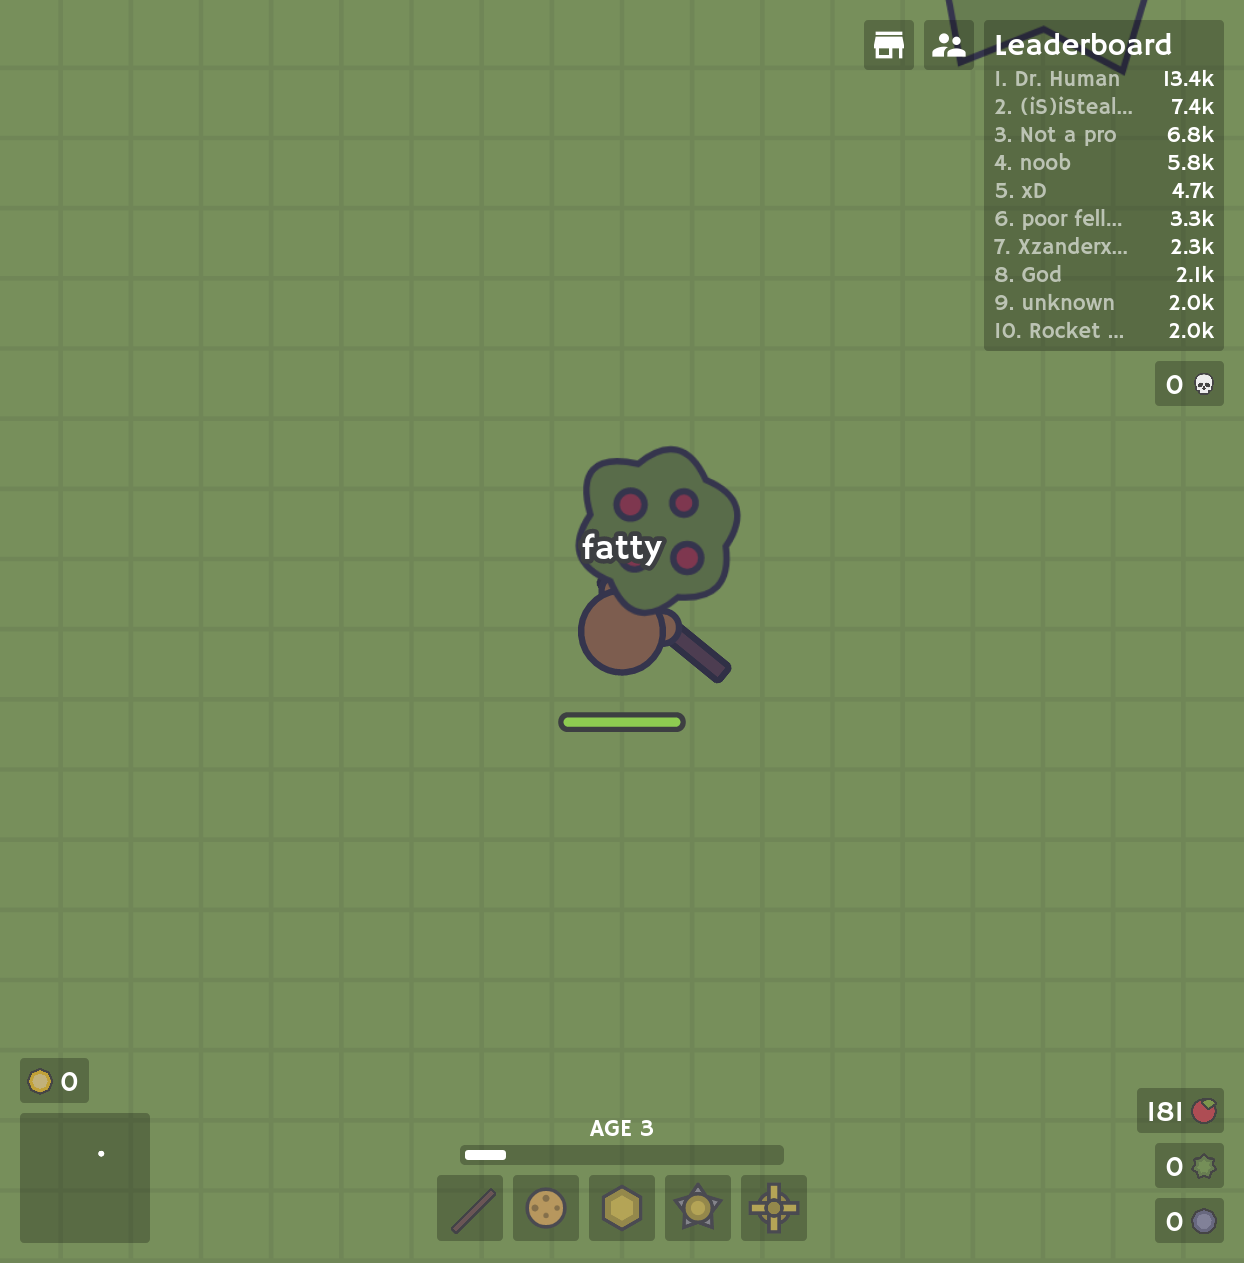 Leaderboard
1. Dr. Human 13.4k
2. (iS)iSteal... 7.4k
3. Not a pro 6.8k
4. noob 5.8k
5. xD 4.7k
6. poor fell... 3.3k
7. Xzanderx... 2.3k
8. God 2.1k
9. unknown 2.0k
10. Rocket ... 2.0k
0
fatty
0
AGE 3
181
0
0